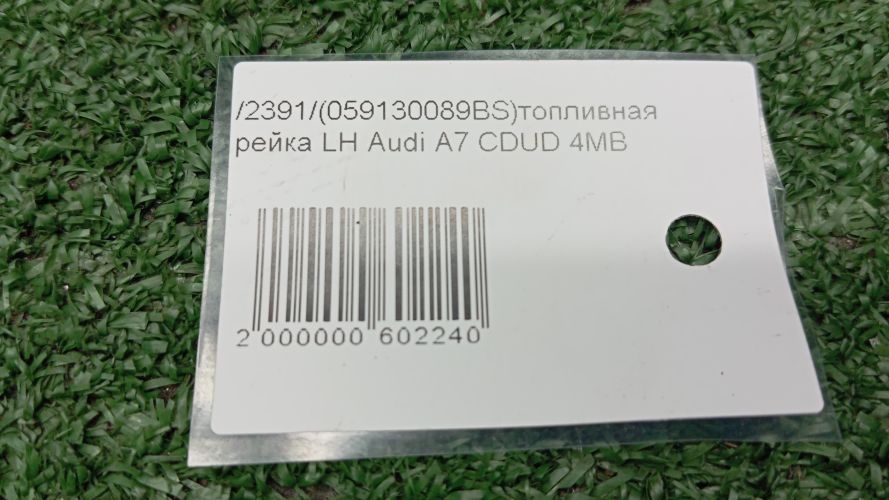 /2391/(059130089BS)топливная
рейка LH Audi A7 CDUD 4MB
2 000000 602240